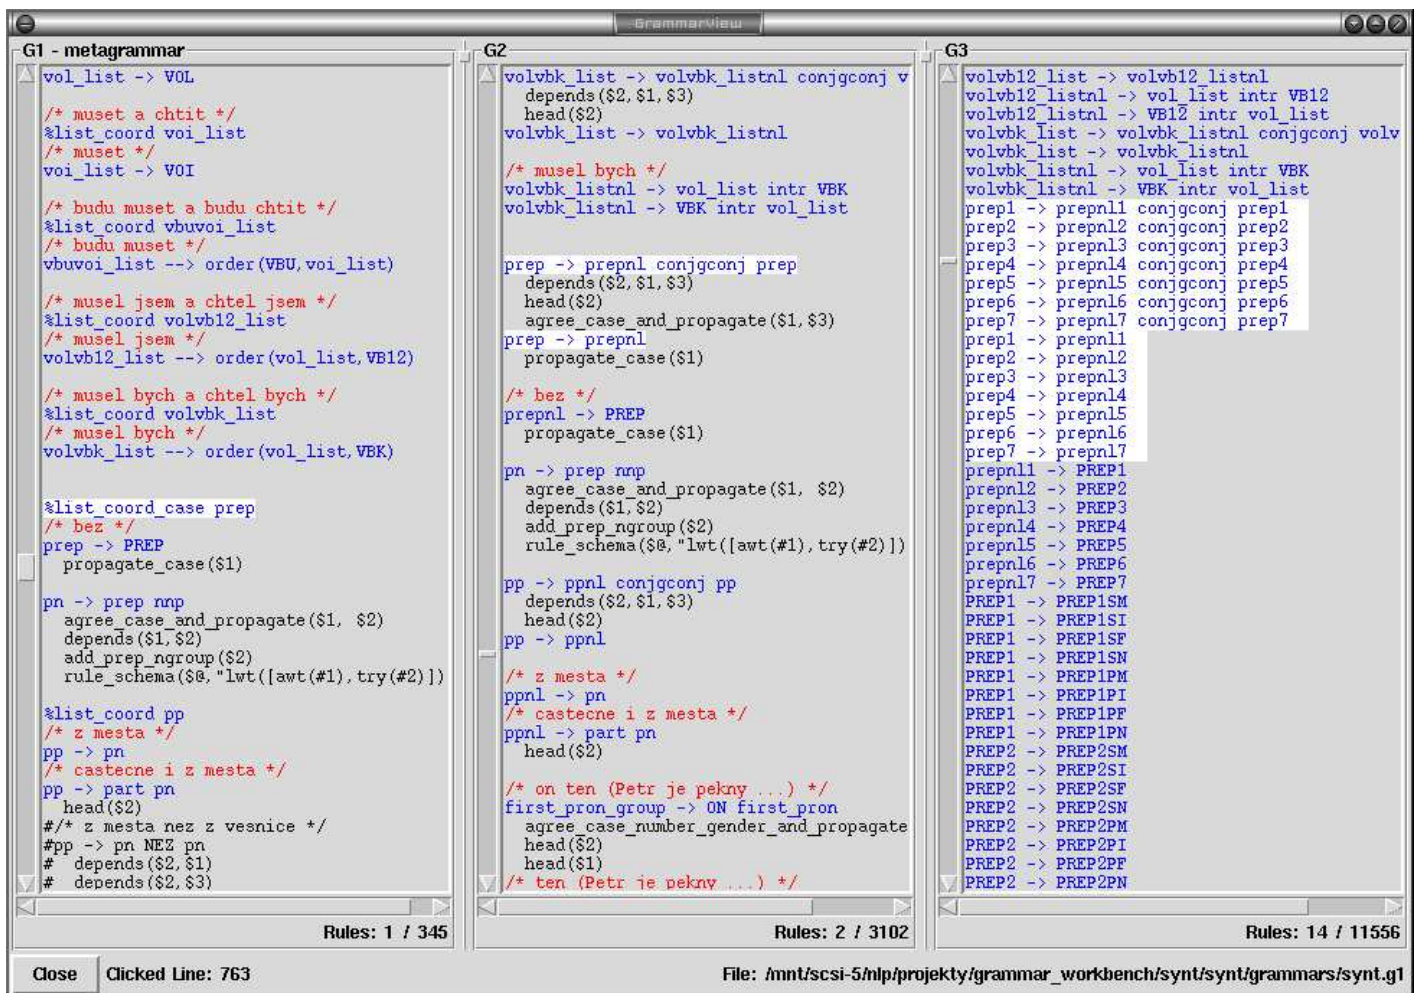 GrammarView
G1 - metagrammar
vol_list -> VOL
/* muset a chtit */
%list_coord voi_list
/* muset */
voi_list -> VOI
/* budu muset a budu chtit */
%list_coord vbuvoi_list
/* budu muset */
vbuvoi_list --> order(VBU,voi_list)
/* musel jsem a chtel jsem */
%list_coord volvb12_list
/* musel jsem */
volvb12_list --> order(vol_list,VB12)
/* musel bych a chtel bych */
%list_coord volvbk_list
/* musel bych */
volvbk_list --> order(vol_list,VBK)
%list_coord_case prep
/* bez */
prep -> PREP
propagate_case($1)
pn -> prep nnp
agree_case_and_propagate($1, $2)
depends($1,$2)
add_prep_ngroup($2)
rule_schema($@,"lwt([awt(#1),try(#2)])
%list_coord pp
/* z mesta */
pp -> pn
/* castecne i z mesta */
pp -> part pn
head($2)
#/* z mesta nez z vesnice */
#pp -> pn NEZ pn
# depends($2,$1)
# depends($2,$3)
Rules: 1 / 345
G2
volvbk_list -> volvbk_listnl conjgconj v
depends($2,$1,$3)
head($2)
volvbk_list -> volvbk_listnl
/* musel bych */
volvbk_listnl -> vol_list intr VBK
volvbk_listnl -> VBK intr vol_list
prep -> prepnl conjgconj prep
depends($2,$1,$3)
head($2)
agree_case_and_propagate($1,$3)
prep -> prepnl
propagate_case($1)
/* bez */
prepnl -> PREP
propagate_case($1)
pn -> prep nnp
agree_case_and_propagate($1, $2)
depends($1,$2)
add_prep_ngroup($2)
rule_schema($@,"lwt([awt(#1),try(#2)])
pp -> ppnl conjgconj pp
depends($2,$1,$3)
head($2)
pp -> ppnl
/* z mesta */
ppnl -> pn
/* castecne i z mesta */
ppnl -> part pn
head($2)
/* on ten (Petr je pekny ...) */
first_pron_group -> ON first_pron
agree_case_number_gender_and_propagate
head($2)
head($1)
/* ten (Petr je pekny ...) */
Rules: 2 / 3102
G3
volvb12_list -> volvb12_listnl
volvb12_listnl -> vol_list intr VB12
volvb12_listnl -> VB12 intr vol_list
volvbk_list -> volvbk_listnl conjgconj volv
volvbk_list -> volvbk_listnl
volvbk_listnl -> vol_list intr VBK
volvbk_listnl -> VBK intr vol_list
prep1 -> prepnl1 conjgconj prep1
prep2 -> prepnl2 conjgconj prep2
prep3 -> prepnl3 conjgconj prep3
prep4 -> prepnl4 conjgconj prep4
prep5 -> prepnl5 conjgconj prep5
prep6 -> prepnl6 conjgconj prep6
prep7 -> prepnl7 conjgconj prep7
prep1 -> prepnl1
prep2 -> prepnl2
prep3 -> prepnl3
prep4 -> prepnl4
prep5 -> prepnl5
prep6 -> prepnl6
prep7 -> prepnl7
prepnl1 -> PREP1
prepnl2 -> PREP2
prepnl3 -> PREP3
prepnl4 -> PREP4
prepnl5 -> PREP5
prepnl6 -> PREP6
prepnl7 -> PREP7
PREP1 -> PREP1SM
PREP1 -> PREP1SI
PREP1 -> PREP1SF
PREP1 -> PREP1SN
PREP1 -> PREP1PM
PREP1 -> PREP1PI
PREP1 -> PREP1PF
PREP1 -> PREP1PN
PREP2 -> PREP2SM
PREP2 -> PREP2SI
PREP2 -> PREP2SF
PREP2 -> PREP2SN
PREP2 -> PREP2PM
PREP2 -> PREP2PI
PREP2 -> PREP2PF
PREP2 -> PREP2PN
Rules: 14 / 11556
Close
Clicked Line: 763
File: /mnt/scsi-5/nlp/projekty/grammar_workbench/synt/synt/grammars/synt.g1